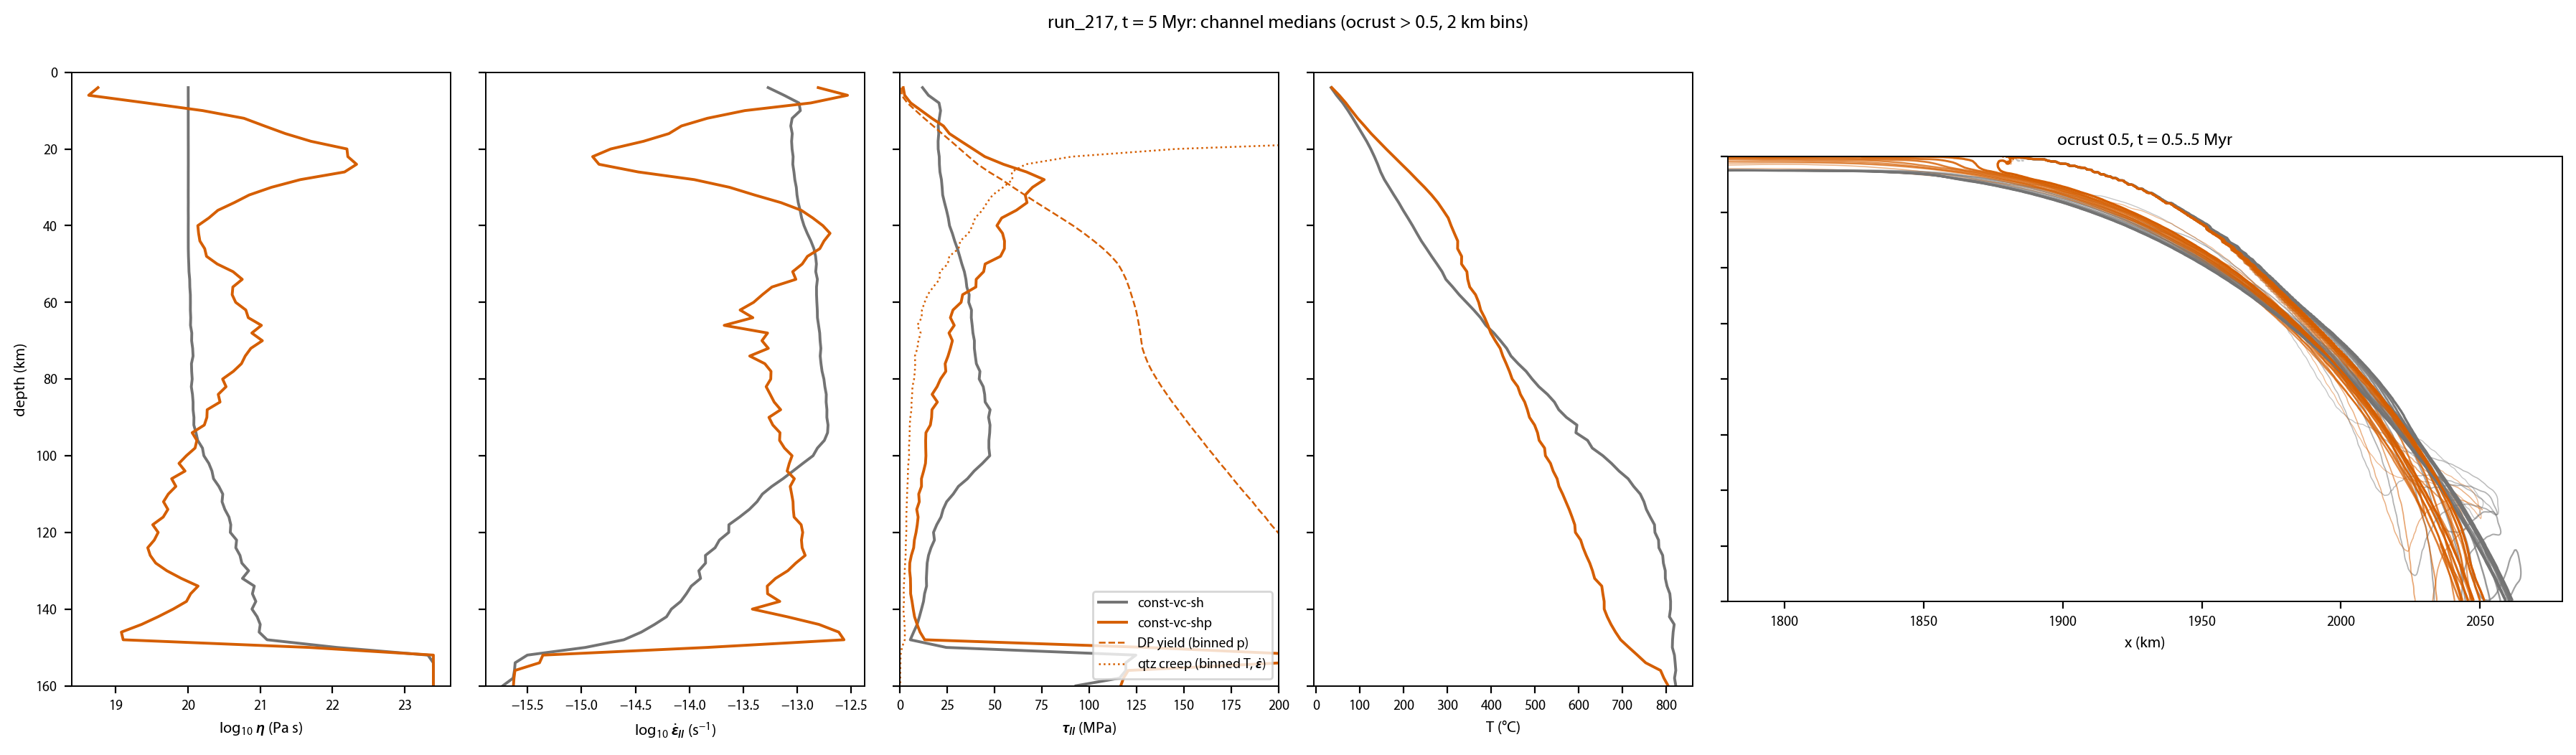 run_217, t = 5 Myr: channel medians (ocrust > 0.5, 2 km bins)
depth (km)
0
20
40
60
80
100
120
140
160
19 20 21 22 23
log₁₀ η (Pa s)
−15.5 −15.0 −14.5 −14.0 −13.5 −13.0 −12.5
log₁₀ ε̇_II (s⁻¹)
const-vc-sh
const-vc-shp
DP yield (binned p)
qtz creep (binned T, ε̇)
0 25 50 75 100 125 150 175 200
τ_II (MPa)
0 100 200 300 400 500 600 700 800
T (°C)
ocrust 0.5, t = 0.5..5 Myr
1800 1850 1900 1950 2000 2050
x (km)